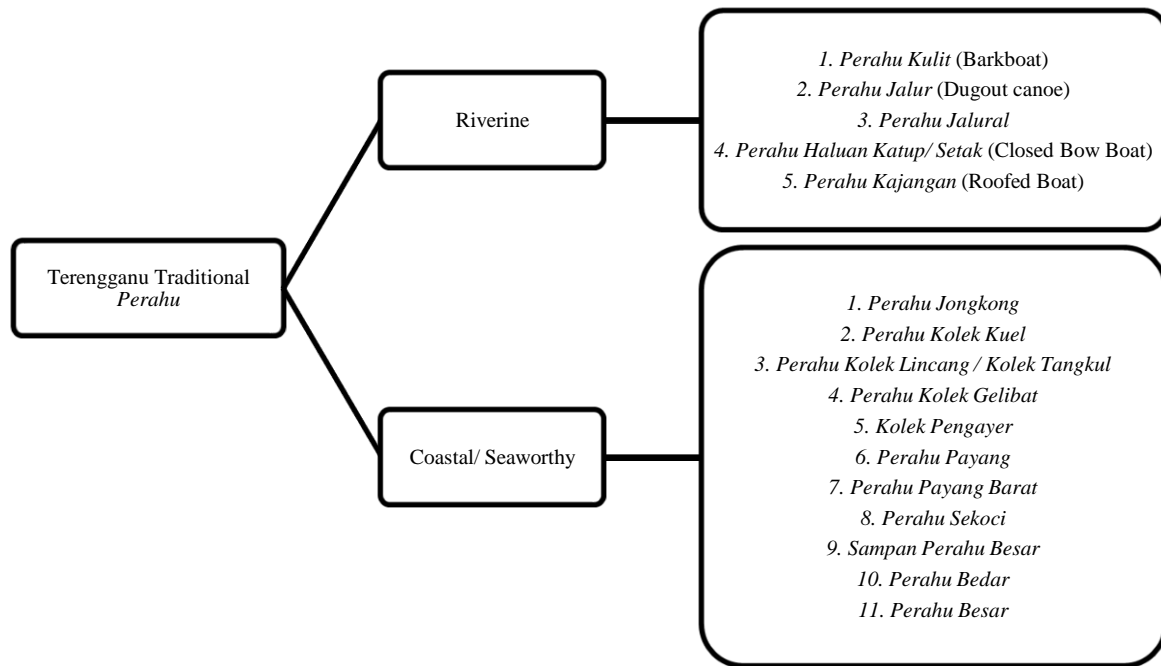 Terengganu Traditional
Perahu
Riverine
1. Perahu Kulit (Barkboat)
2. Perahu Jalur (Dugout canoe)
3. Perahu Jalural
4. Perahu Haluan Katup/ Setak (Closed Bow Boat)
5. Perahu Kajangan (Roofed Boat)
Coastal/ Seaworthy
1. Perahu Jongkong
2. Perahu Kolek Kuel
3. Perahu Kolek Lincang / Kolek Tangkul
4. Perahu Kolek Gelibat
5. Kolek Pengayer
6. Perahu Payang
7. Perahu Payang Barat
8. Perahu Sekoci
9. Sampan Perahu Besar
10. Perahu Bedar
11. Perahu Besar